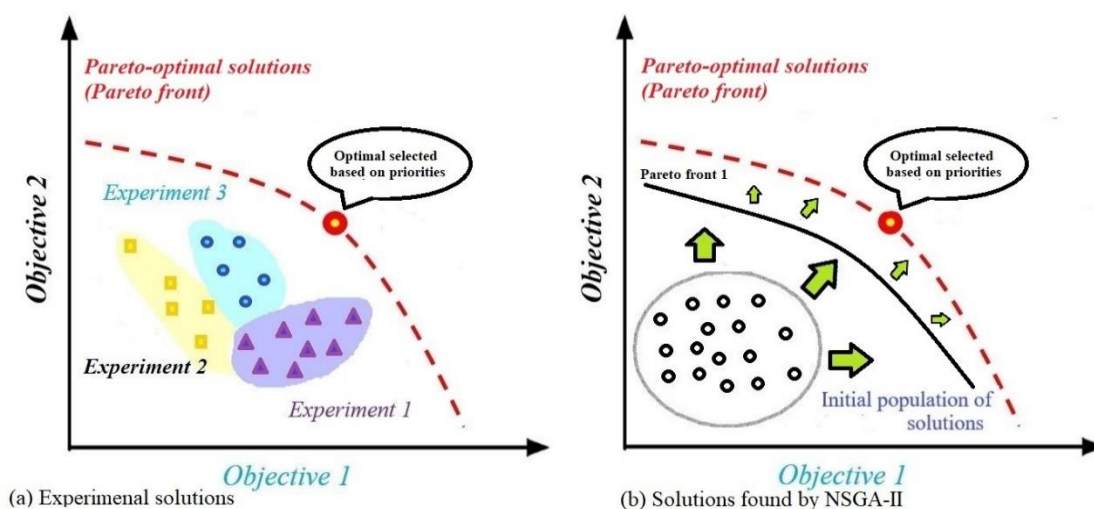 Pareto-optimal solutions
(Pareto front)
Optimal selected
based on priorities
Experiment 3
Experiment 2
Experiment 1
Objective 2
Objective 1
(a) Experimenal solutions
Pareto-optimal solutions
(Pareto front)
Optimal selected
based on priorities
Pareto front 1
Initial population of
solutions
Objective 2
Objective 1
(b) Solutions found by NSGA-II